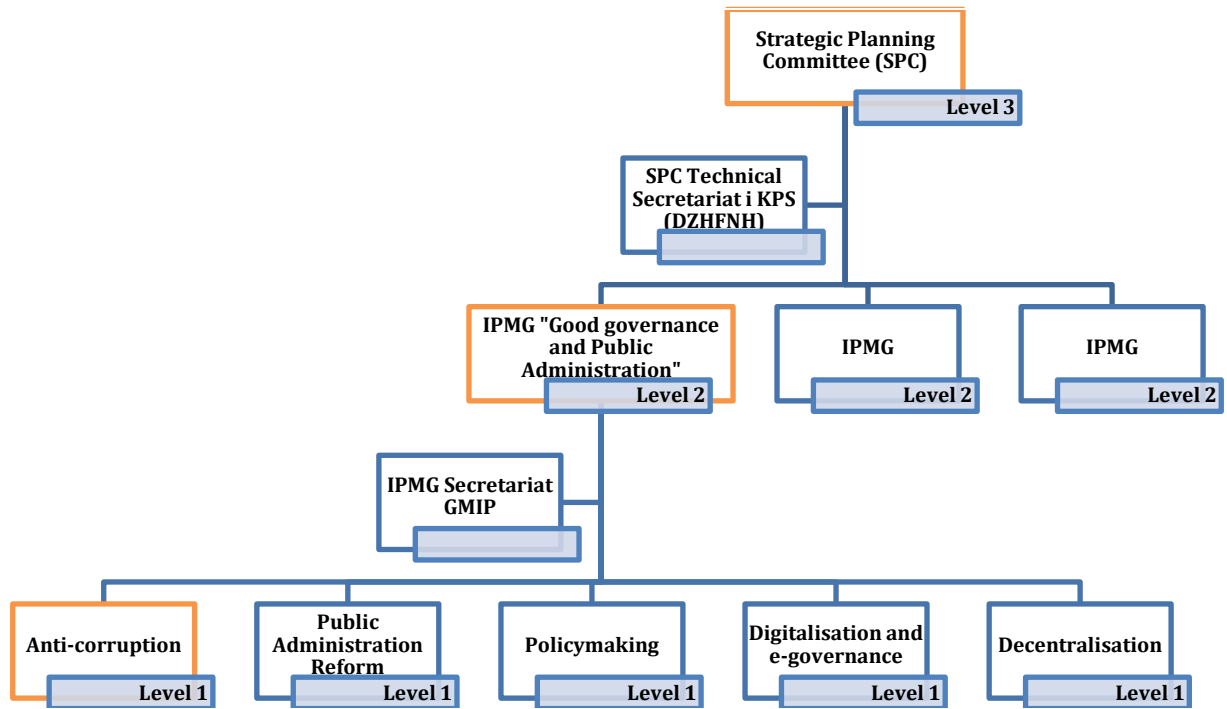 Strategic Planning
Committee (SPC)
Level 3
SPC Technical
Secretariat i KPS
(DZHFNH)
IPMG "Good governance
and Public
Administration"
Level 2
IPMG
Level 2
IPMG
Level 2
IPMG Secretariat
GMIP
Anti-corruption
Level 1
Public
Administration
Reform
Level 1
Policymaking
Level 1
Digitalisation and
e-governance
Level 1
Decentralisation
Level 1